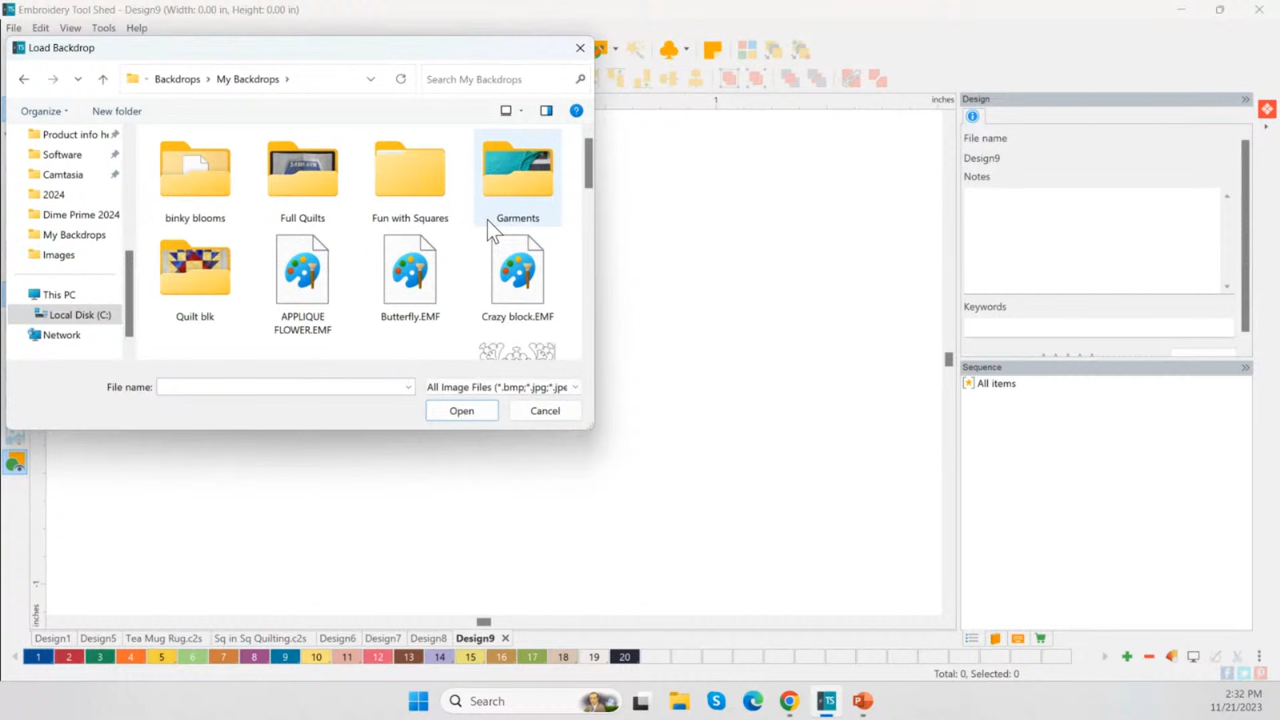 Embroidery Tool Shed - Design9 (Width: 0.00 in, Height: 0.00 in)
File Edit View Tools Help
Load Backdrop
Backdrops > My Backdrops >
Search My Backdrops
Organize
New folder
Product info he
Software
Camtasia
2024
Dime Prime 2024
My Backdrops
Images
This PC
Local Disk (C:)
Network
binky blooms
Full Quilts
Fun with Squares
Garments
Quilt blk
APPLIQUE
FLOWER.EMF
Butterfly.EMF
Crazy block.EMF
File name:
All Image Files (*.bmp;*.jpg;*.jpe
Open
Cancel
1
inches
Design
File name
Design9
Notes
Keywords
Sequence
All items
-1
inches
Design1 Design5 Tea Mug Rug.c2s Sq in Sq Quilting.c2s Design6 Design7 Design8 Design9
1 2 3 4 5 6 7 8 9 10 11 12 13 14 15 16 17 18 19 20
Total: 0, Selected: 0
Search
2:32 PM
11/21/2023